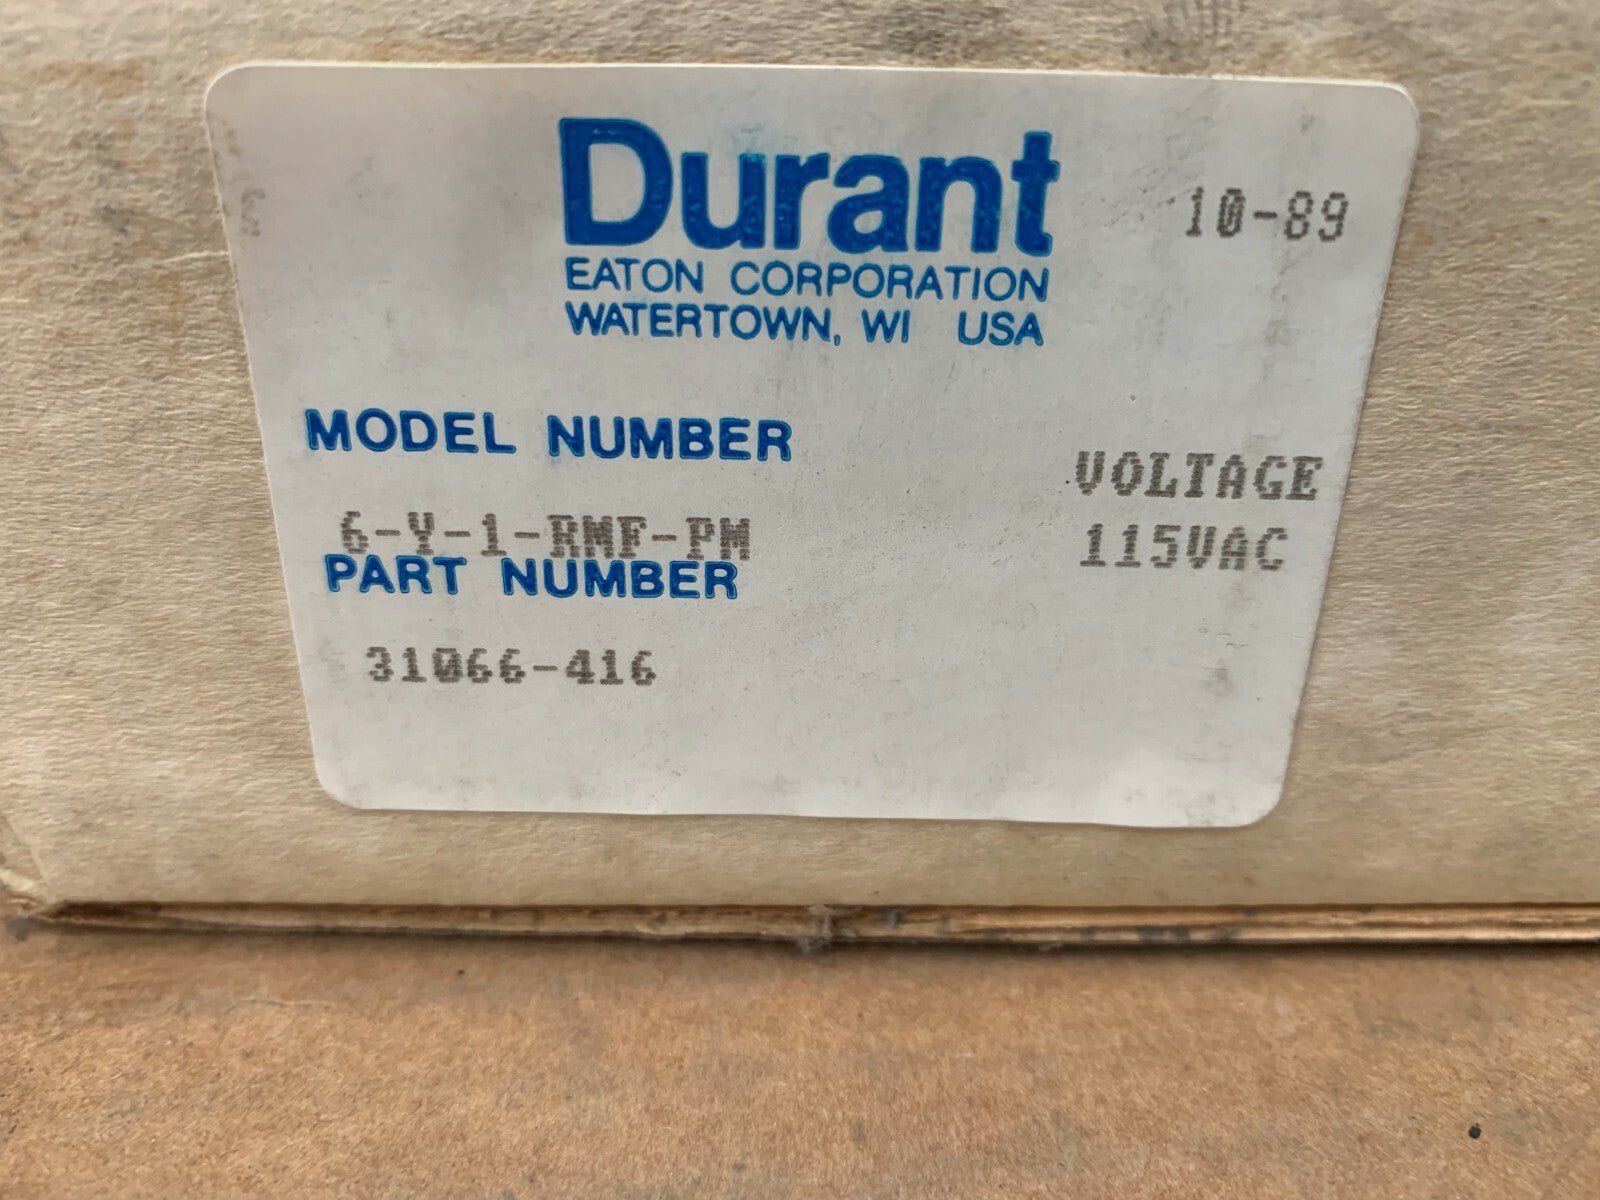 Durant
10-89
EATON CORPORATION
WATERTOWN, WI USA
MODEL NUMBER
VOLTAGE
6-Y-1-RMF-PM
115VAC
PART NUMBER
31066-416